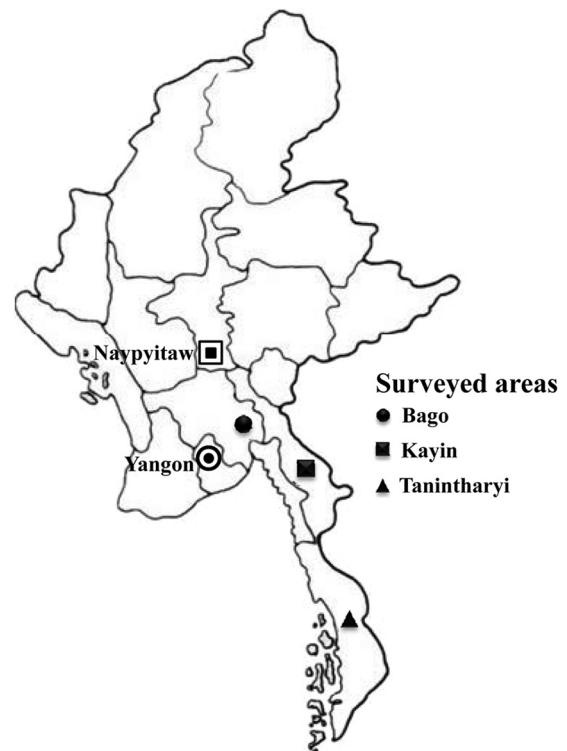 Naypyitaw
Surveyed areas
Bago
Kayin
Yangon
Tanintharyi